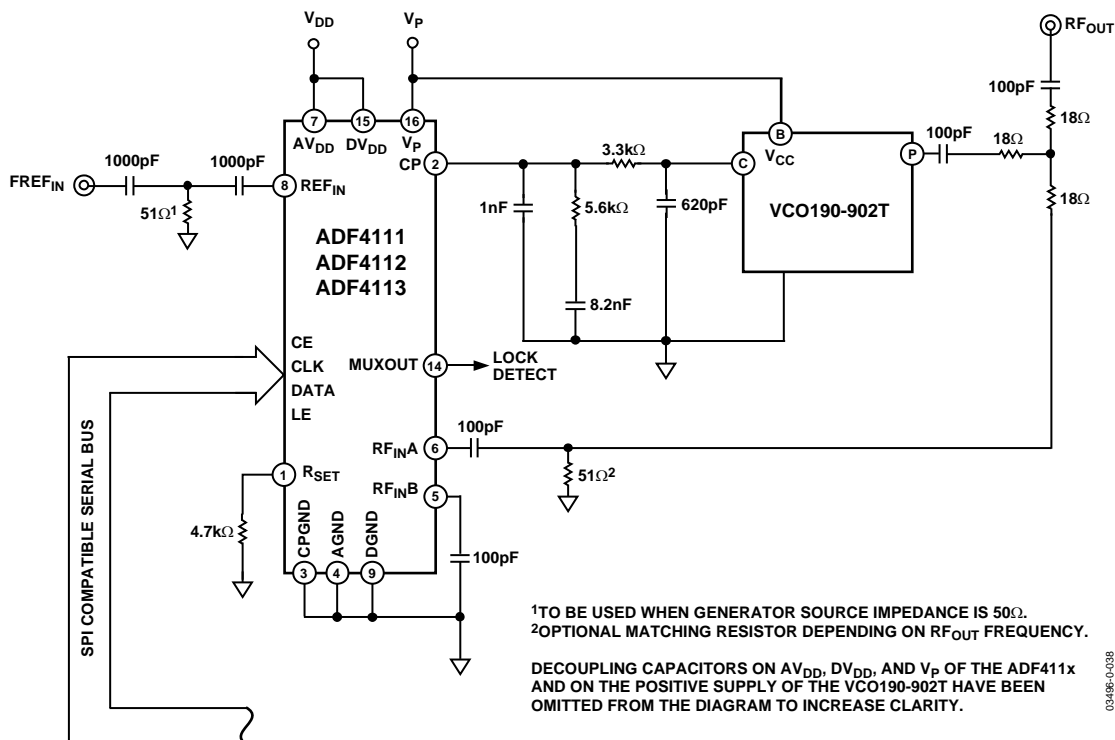 VDD
VP
RFOUT
100pF
18Ω
7
15
16
AVDD
DVDD
VP
B
VCC
CP
2
3.3kΩ
C
P
100pF
18Ω
18Ω
1000pF
1000pF
FREFIN
8
REFIN
51Ω1
1nF
5.6kΩ
620pF
VCO190-902T
ADF4111
ADF4112
ADF4113
8.2nF
CE
CLK
DATA
LE
MUXOUT
14
LOCK
DETECT
100pF
RFINA
6
51Ω2
SPI COMPATIBLE SERIAL BUS
1
RSET
RFINB
5
4.7kΩ
CPGND
AGND
DGND
100pF
3
4
9
1TO BE USED WHEN GENERATOR SOURCE IMPEDANCE IS 50Ω.
2OPTIONAL MATCHING RESISTOR DEPENDING ON RFOUT FREQUENCY.
DECOUPLING CAPACITORS ON AVDD, DVDD, AND VP OF THE ADF411x
AND ON THE POSITIVE SUPPLY OF THE VCO190-902T HAVE BEEN
OMITTED FROM THE DIAGRAM TO INCREASE CLARITY.
03496-0-038